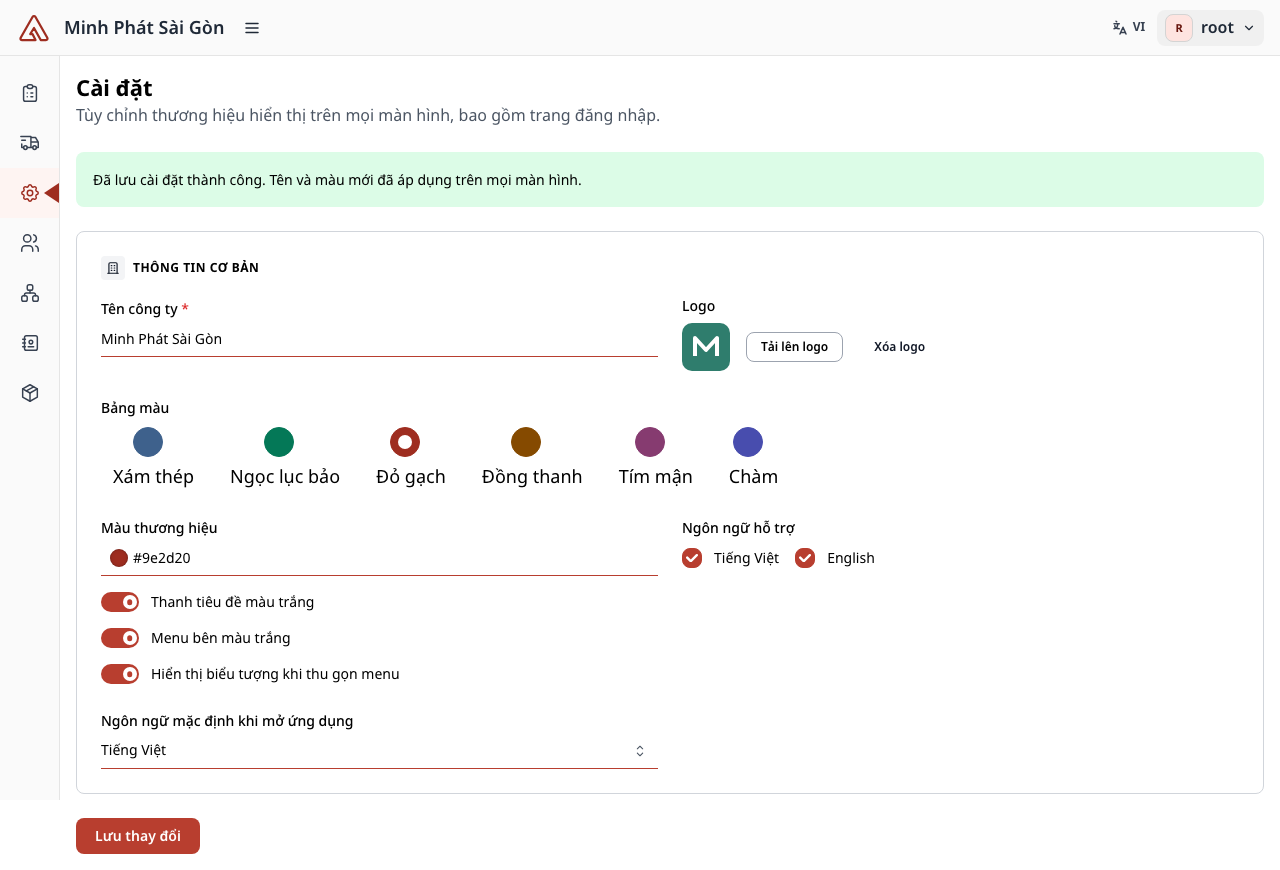 Minh Phát Sài Gòn
VI
R
root
Cài đặt
Tùy chỉnh thương hiệu hiển thị trên mọi màn hình, bao gồm trang đăng nhập.
Đã lưu cài đặt thành công. Tên và màu mới đã áp dụng trên mọi màn hình.
THÔNG TIN CƠ BẢN
Tên công ty *
Minh Phát Sài Gòn
Logo
M
Tải lên logo
Xóa logo
Bảng màu
Xám thép
Ngọc lục bảo
Đỏ gạch
Đồng thanh
Tím mận
Chàm
Màu thương hiệu
#9e2d20
Ngôn ngữ hỗ trợ
Tiếng Việt
English
Thanh tiêu đề màu trắng
Menu bên màu trắng
Hiển thị biểu tượng khi thu gọn menu
Ngôn ngữ mặc định khi mở ứng dụng
Tiếng Việt
Lưu thay đổi